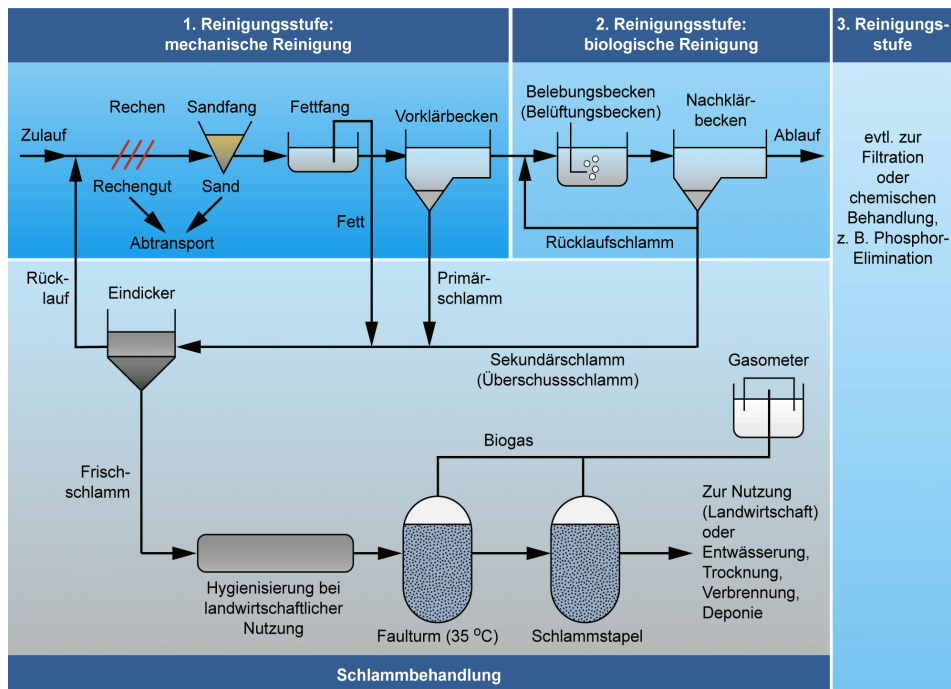 1. Reinigungsstufe:
mechanische Reinigung
2. Reinigungsstufe:
biologische Reinigung
3. Reinigungs-
stufe
Zulauf
Rechen
Sandfang
Fettfang
Vorklärbecken
Belebungsbecken
(Belüftungsbecken)
Nachklär-
becken
Ablauf
Rechengut
Sand
Abtransport
Fett
Rücklaufschlamm
evtl. zur
Filtration
oder
chemischen
Behandlung,
z. B. Phosphor-
Elimination
Rück-
lauf
Eindicker
Primär-
schlamm
Sekundärschlamm
(Überschussschlamm)
Gasometer
Biogas
Frisch-
schlamm
Hygienisierung bei
landwirtschaftlicher
Nutzung
Faulturm (35 °C)
Schlammstapel
Zur Nutzung
(Landwirtschaft)
oder
Entwässerung,
Trocknung,
Verbrennung,
Deponie
Schlammbehandlung